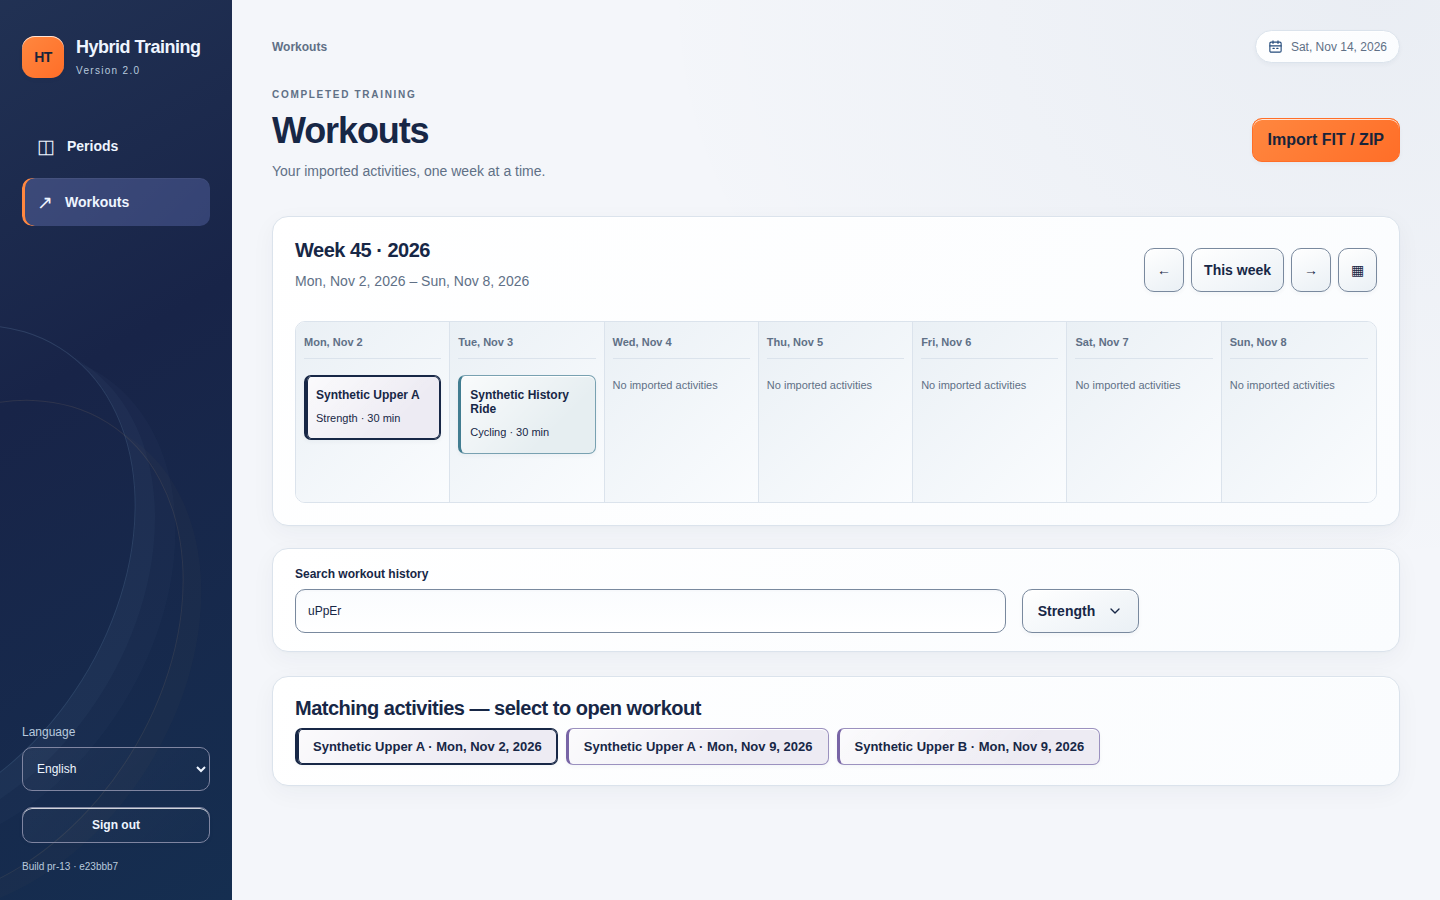 HT
Hybrid Training
Version 2.0
Periods
Workouts
Language
English
Sign out
Build pr-13 · e23bbb7
Workouts
Sat, Nov 14, 2026
COMPLETED TRAINING
Workouts
Your imported activities, one week at a time.
Import FIT / ZIP
Week 45 · 2026
Mon, Nov 2, 2026 – Sun, Nov 8, 2026
←
This week
→
Mon, Nov 2
Synthetic Upper A
Strength · 30 min
Tue, Nov 3
Synthetic History
Ride
Cycling · 30 min
Wed, Nov 4
No imported activities
Thu, Nov 5
No imported activities
Fri, Nov 6
No imported activities
Sat, Nov 7
No imported activities
Sun, Nov 8
No imported activities
Search workout history
uPpEr
Strength
Matching activities — select to open workout
Synthetic Upper A · Mon, Nov 2, 2026
Synthetic Upper A · Mon, Nov 9, 2026
Synthetic Upper B · Mon, Nov 9, 2026